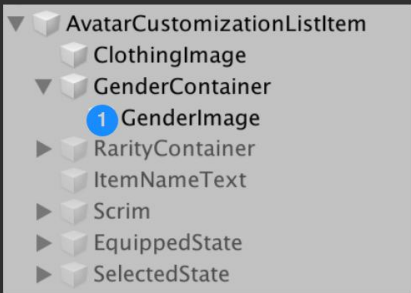 AvatarCustomizationListItem
ClothingImage
GenderContainer
1 GenderImage
RarityContainer
ItemNameText
Scrim
EquippedState
SelectedState